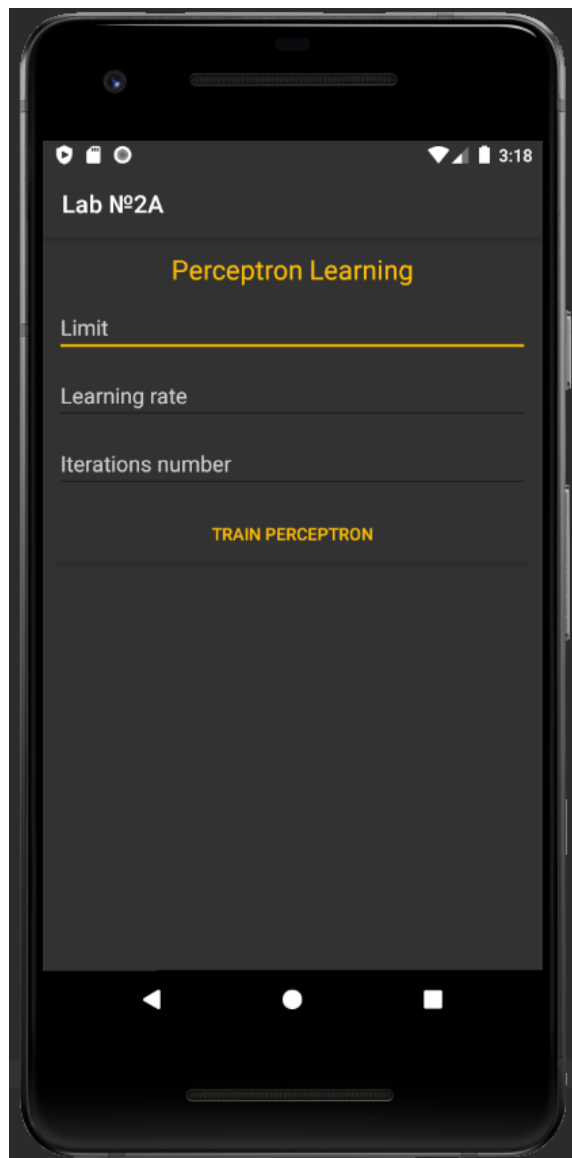 3:18
Lab №2A
Perceptron Learning
Limit
Learning rate
Iterations number
TRAIN PERCEPTRON